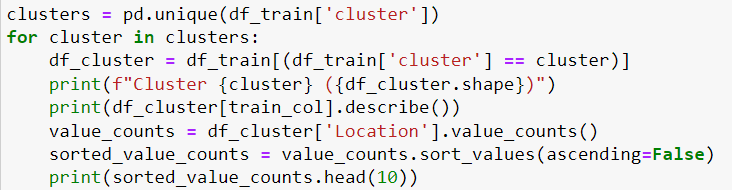 clusters = pd.unique(df_train['cluster'])
for cluster in clusters:
    df_cluster = df_train[(df_train['cluster'] == cluster)]
    print(f"Cluster {cluster} ({df_cluster.shape})")
    print(df_cluster[train_col].describe())
    value_counts = df_cluster['Location'].value_counts()
    sorted_value_counts = value_counts.sort_values(ascending=False)
    print(sorted_value_counts.head(10))